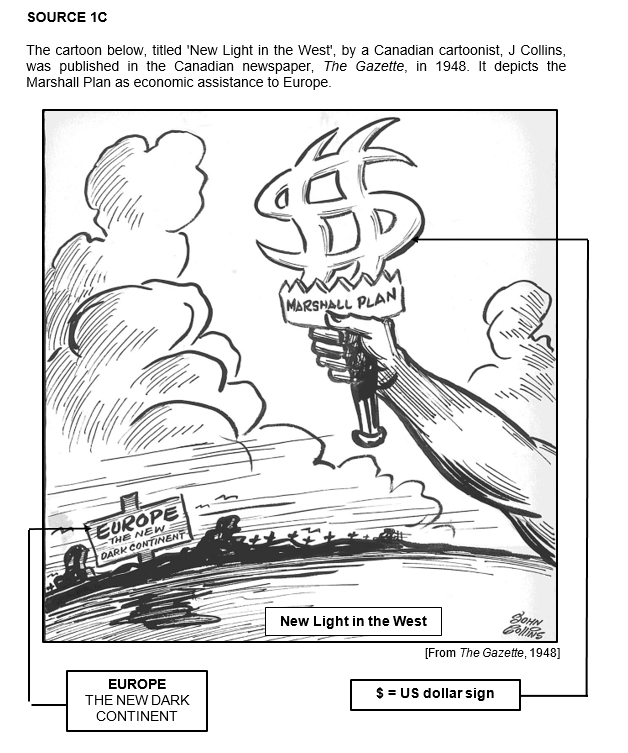 SOURCE 1C
The cartoon below, titled 'New Light in the West', by a Canadian cartoonist, J Collins,
was published in the Canadian newspaper, The Gazette, in 1948. It depicts the
Marshall Plan as economic assistance to Europe.
MARSHALL PLAN
EUROPE
THE NEW
DARK CONTINENT
New Light in the West
JOHN
COLLINS
[From The Gazette, 1948]
EUROPE
THE NEW DARK
CONTINENT
$ = US dollar sign